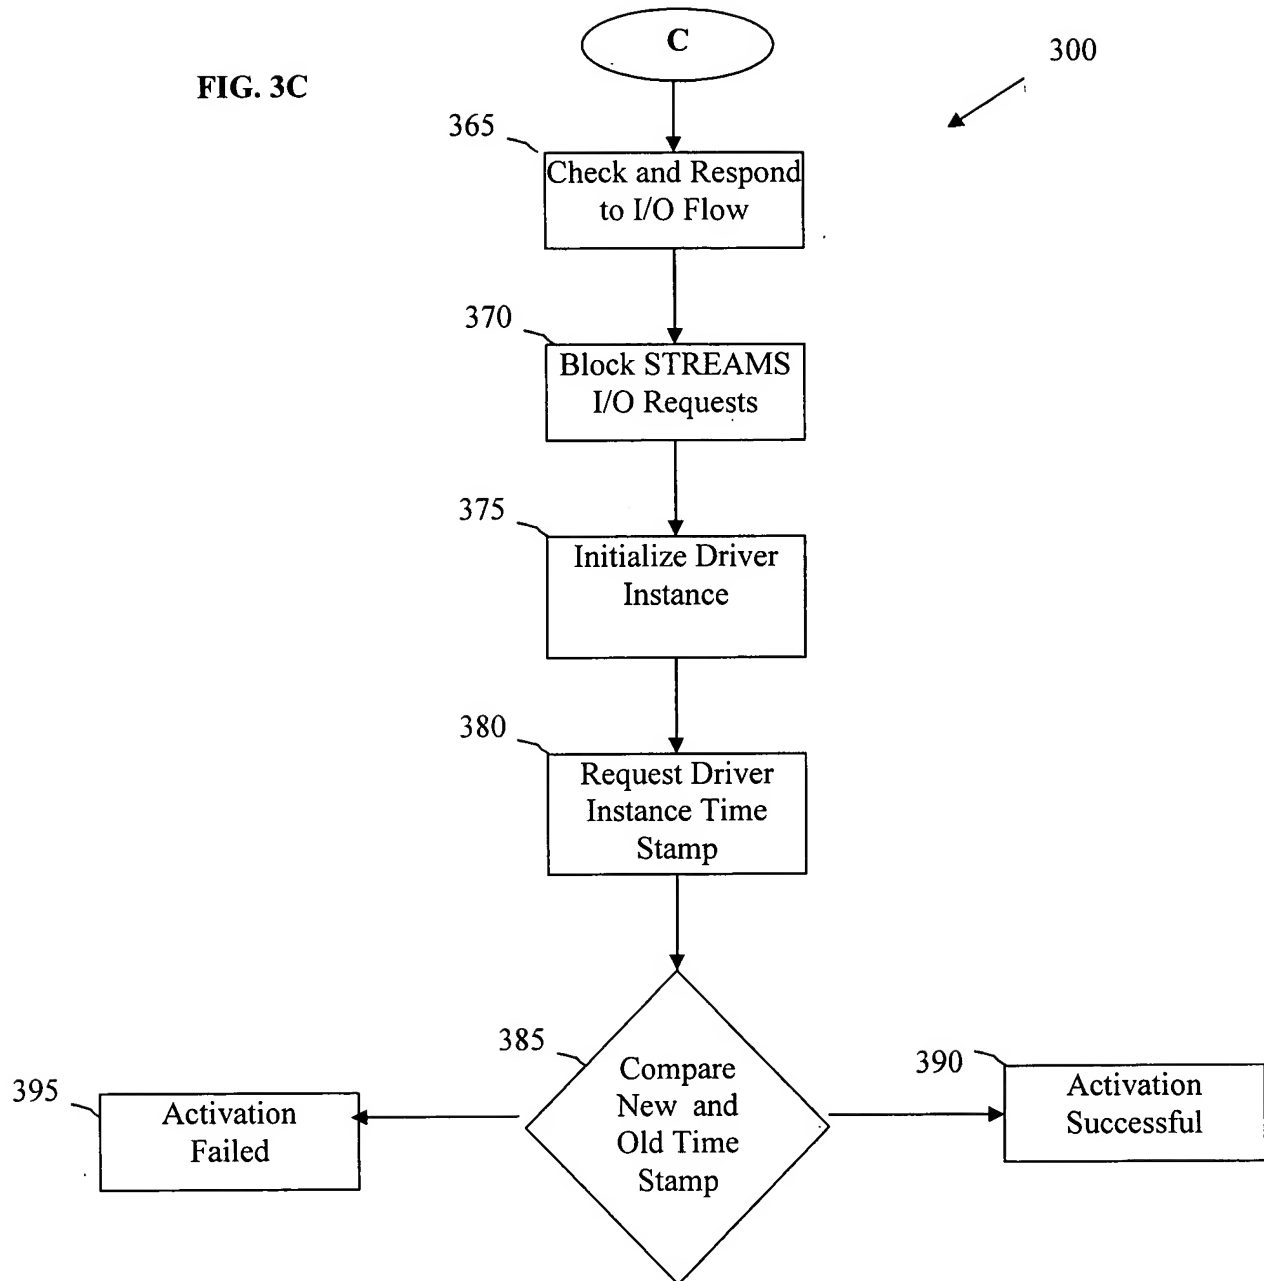 C
300
FIG. 3C
365
Check and Respond
to I/O Flow
370
Block STREAMS
I/O Requests
375
Initialize Driver
Instance
380
Request Driver
Instance Time
Stamp
385
Compare
New and
Old Time
Stamp
390
Activation
Successful
395
Activation
Failed